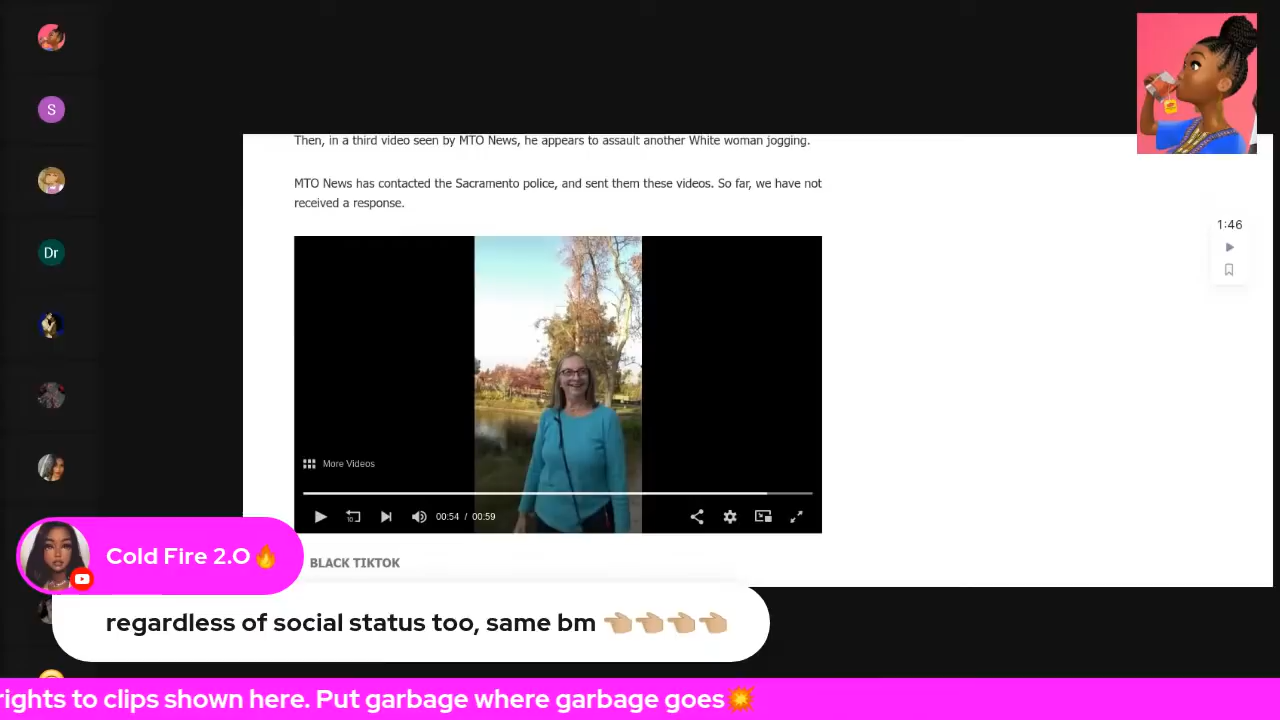 S
Dr
Then, in a third video seen by MTO News, he appears to assault another White woman jogging.
MTO News has contacted the Sacramento police, and sent them these videos. So far, we have not
received a response.
1:46
More Videos
10
00:54 / 00:59
BLACK TIKTOK
Cold Fire 2.O🔥
regardless of social status too, same bm 👈🏼👈🏼👈🏼👈🏼
rights to clips shown here. Put garbage where garbage goes💥